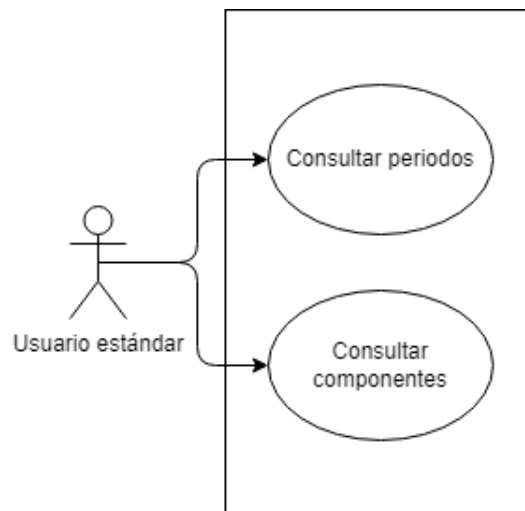 Consultar periodos
Usuario estándar
Consultar
componentes